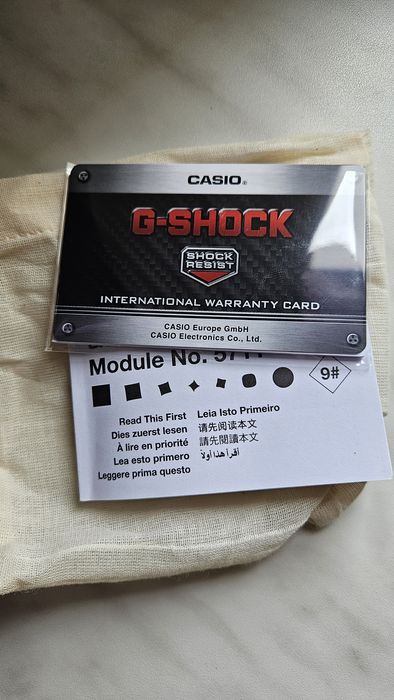 CASIO®
G-SHOCK
SHOCK
RESIST
INTERNATIONAL WARRANTY CARD
CASIO Europe GmbH
CASIO Electronics Co., Ltd.
Module No.
9#
Read This First
Dies zuerst lesen
À lire en priorité
Lea esto primero
Leggere prima questo
Leia Isto Primeiro
请先阅读本文
請先閱讀本文
اقرأ هذا أولاً